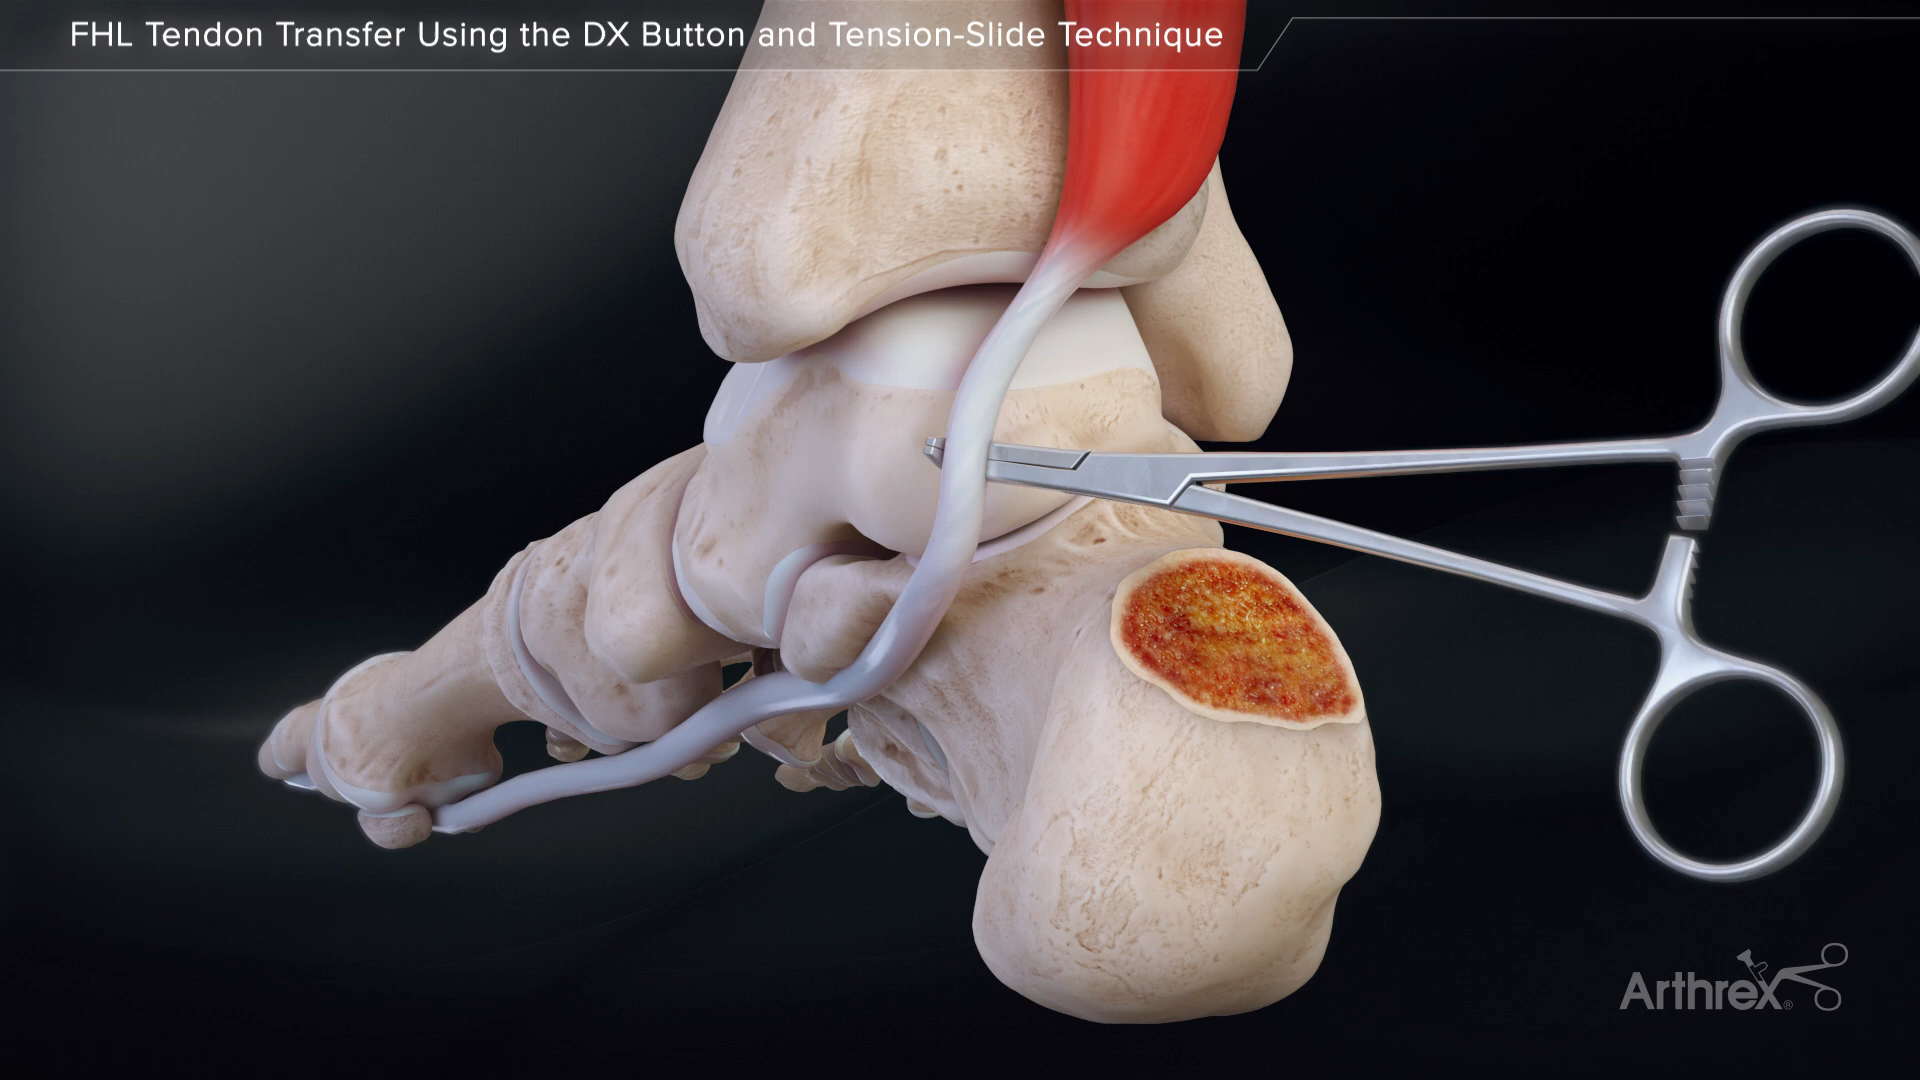 FHL Tendon Transfer Using the DX Button and Tension-Slide Technique
Arthrex®